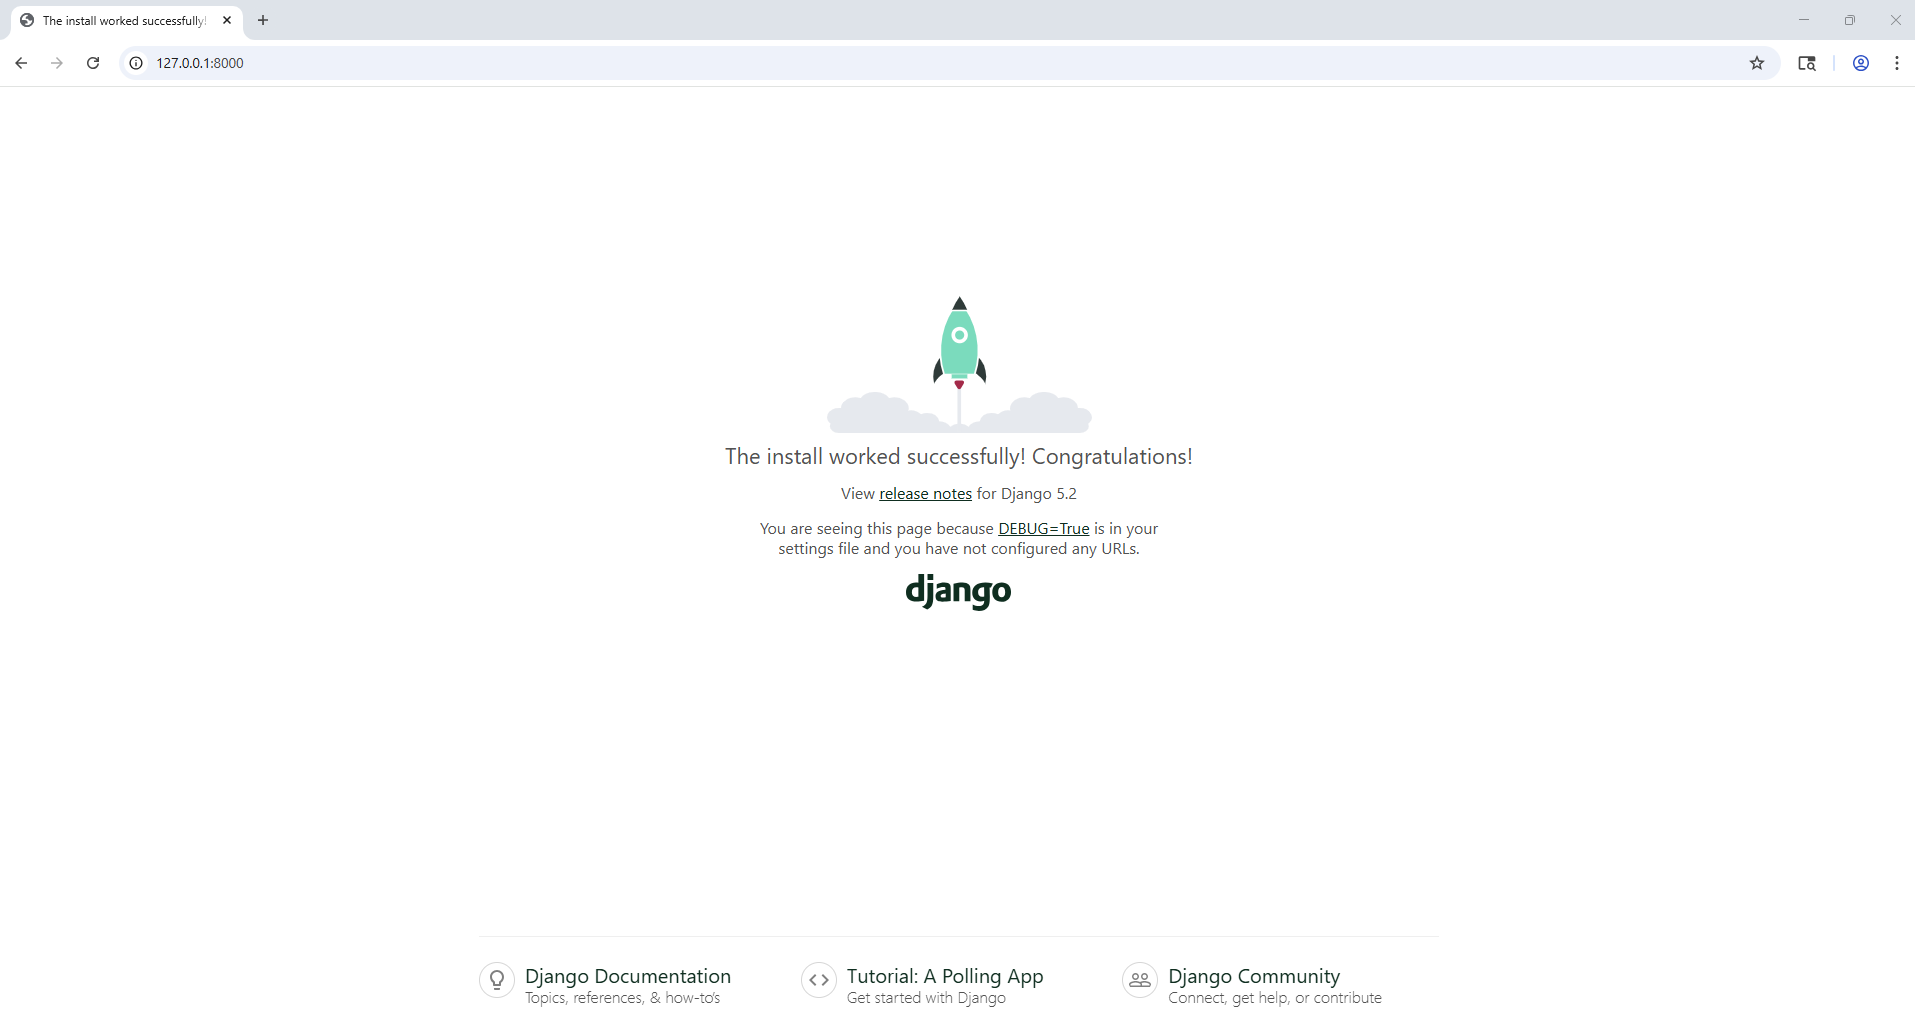 The install worked successfully!
127.0.0.1:8000
The install worked successfully! Congratulations!
View release notes for Django 5.2
You are seeing this page because DEBUG=True is in your
settings file and you have not configured any URLs.
django
Django Documentation
Topics, references, & how-to's
Tutorial: A Polling App
Get started with Django
Django Community
Connect, get help, or contribute